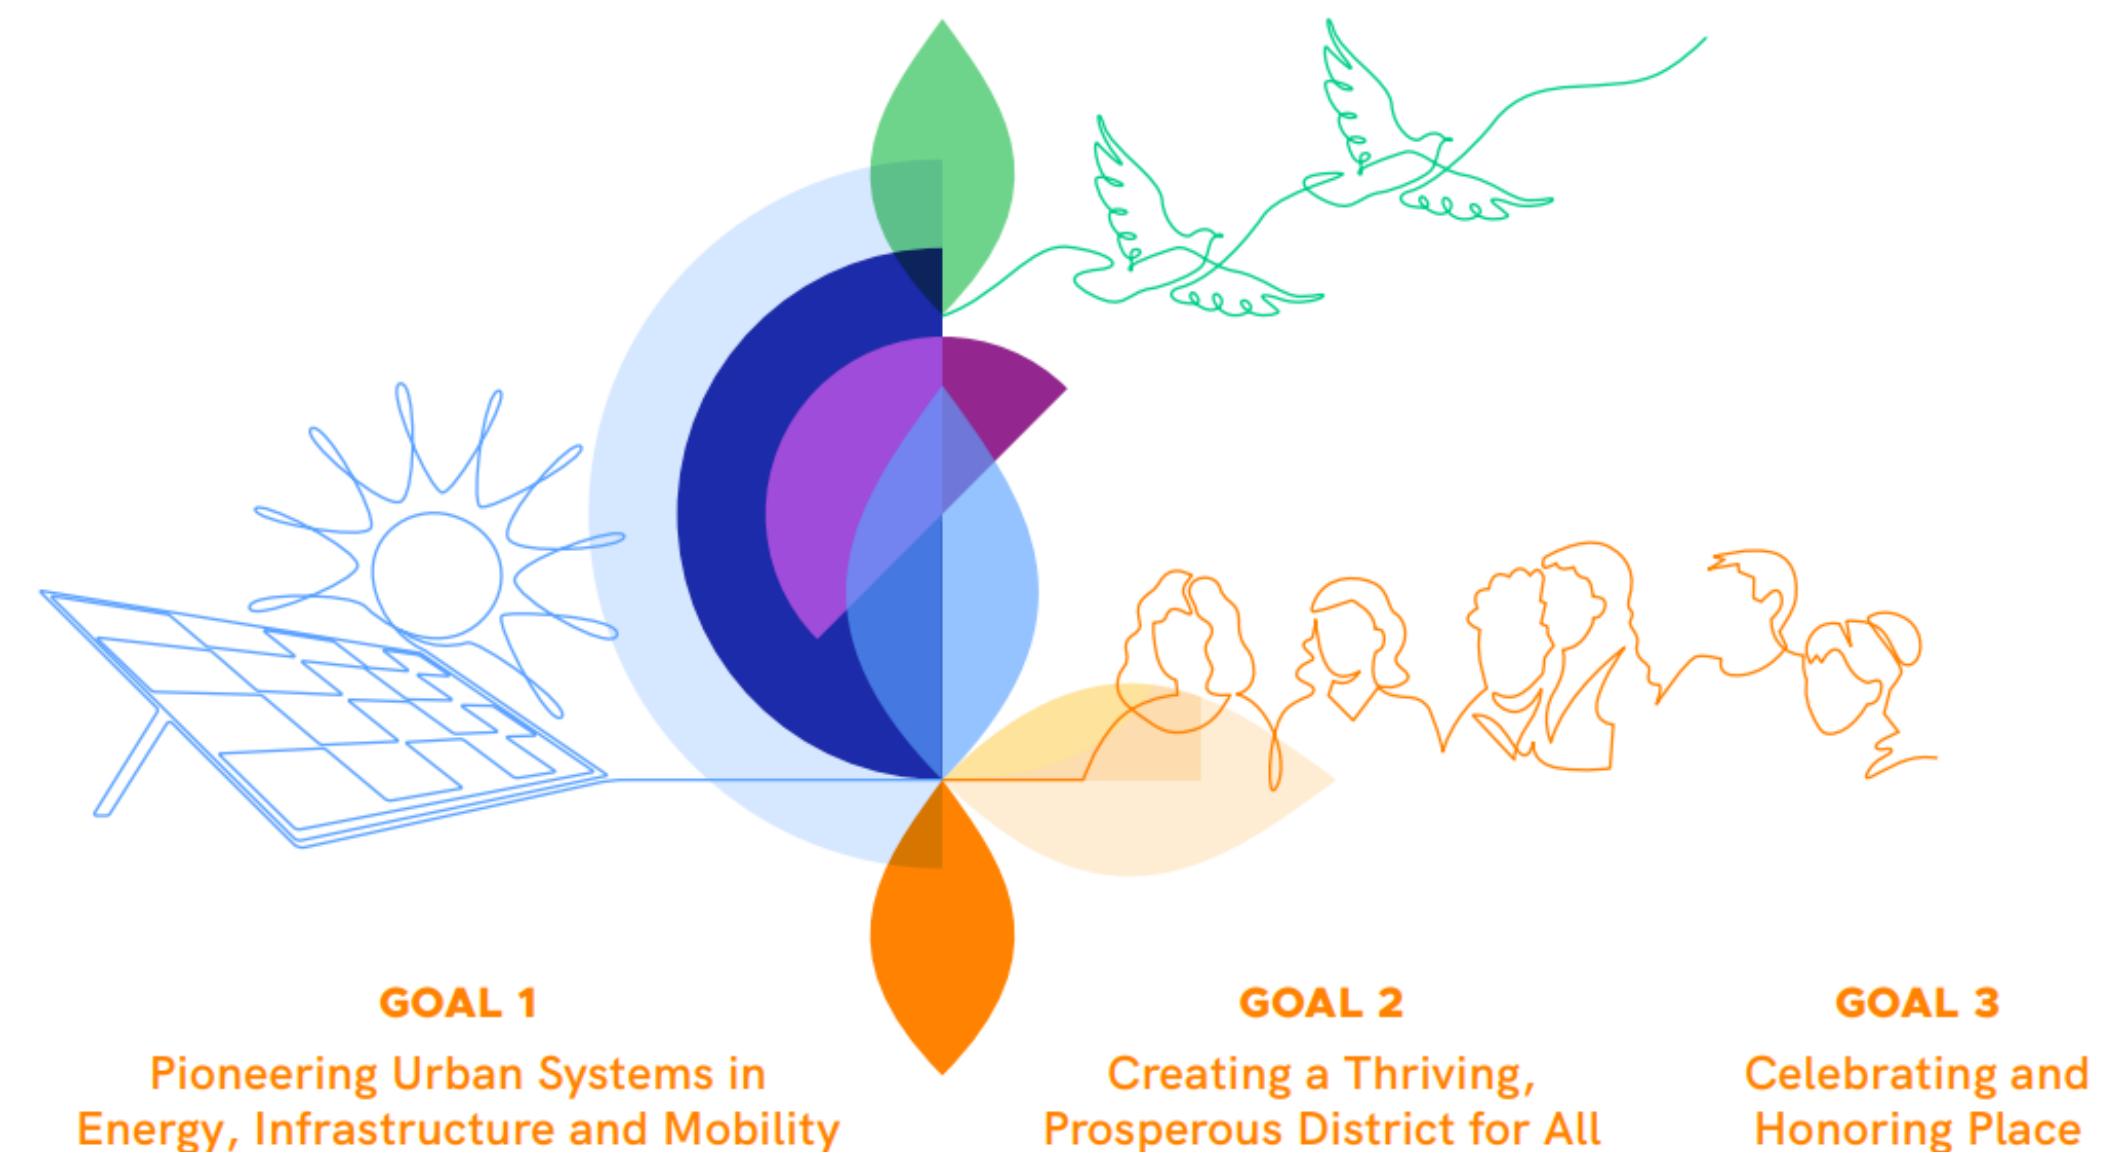 GOAL 1
Pioneering Urban Systems in
Energy, Infrastructure and Mobility
GOAL 2
Creating a Thriving,
Prosperous District for All
GOAL 3
Celebrating and
Honoring Place